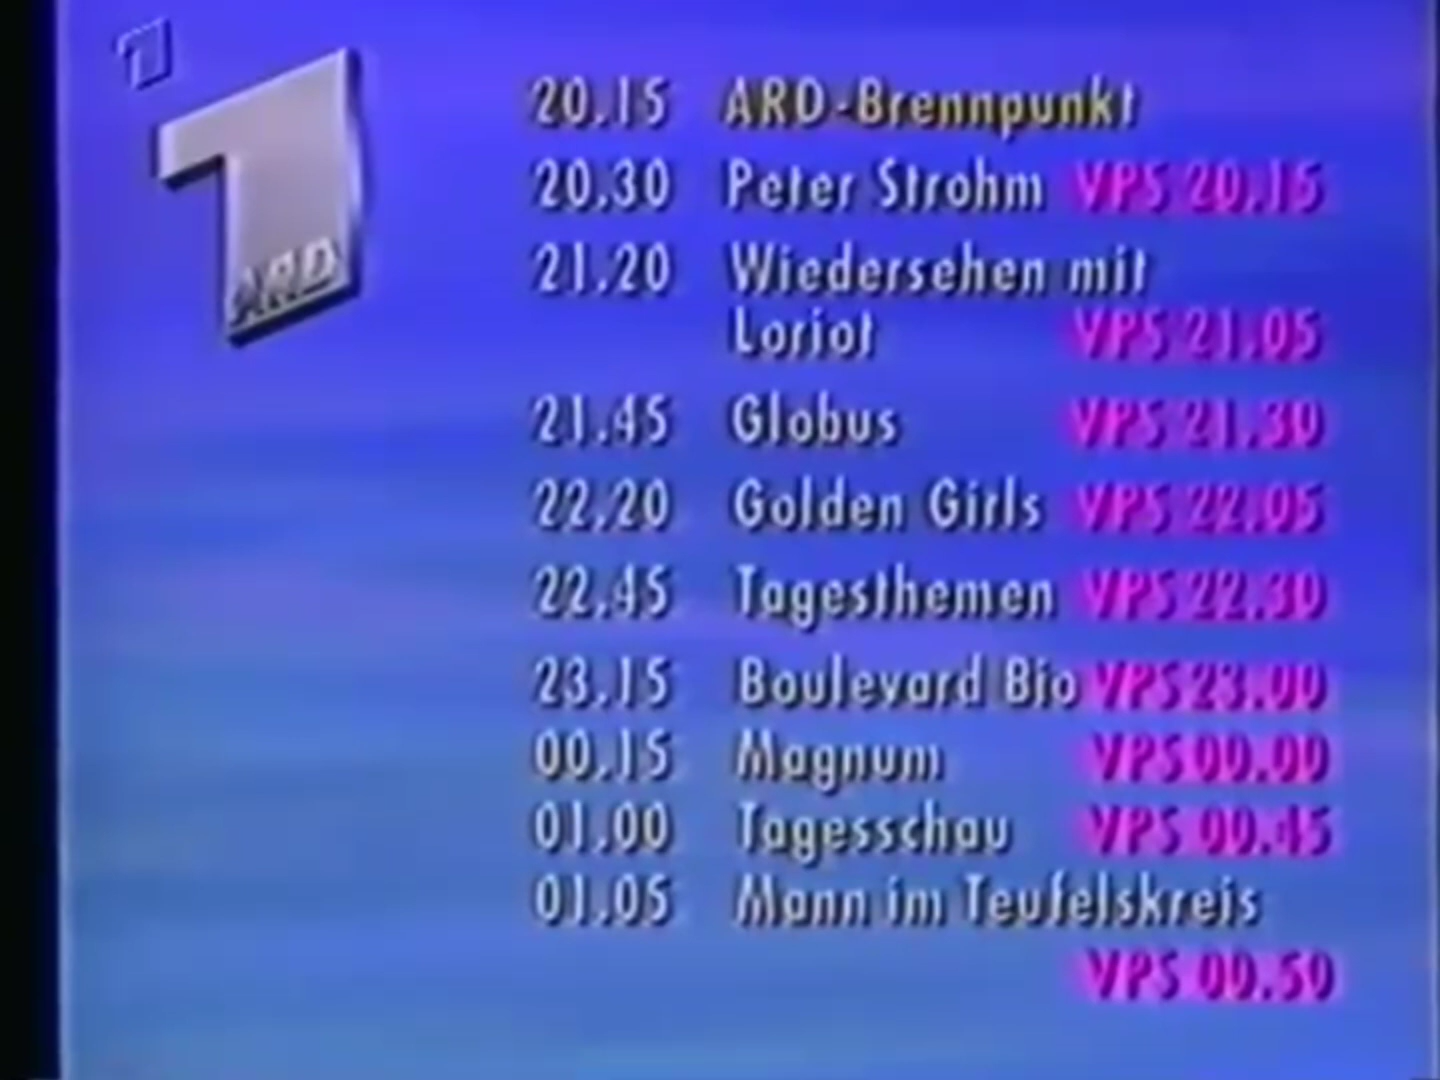 1
1
ARD
20.15 ARD-Brennpunkt
20.30 Peter Strohm VPS 20.15
21.20 Wiedersehen mit
Loriot VPS 21.05
21.45 Globus VPS 21.30
22.20 Golden Girls VPS 22.05
22.45 Tagesthemen VPS 22.30
23.15 Boulevard Bio VPS 23.00
00.15 Magnum VPS 00.00
01.00 Tagesschau VPS 00.45
01.05 Mann im Teufelskreis
VPS 00.50